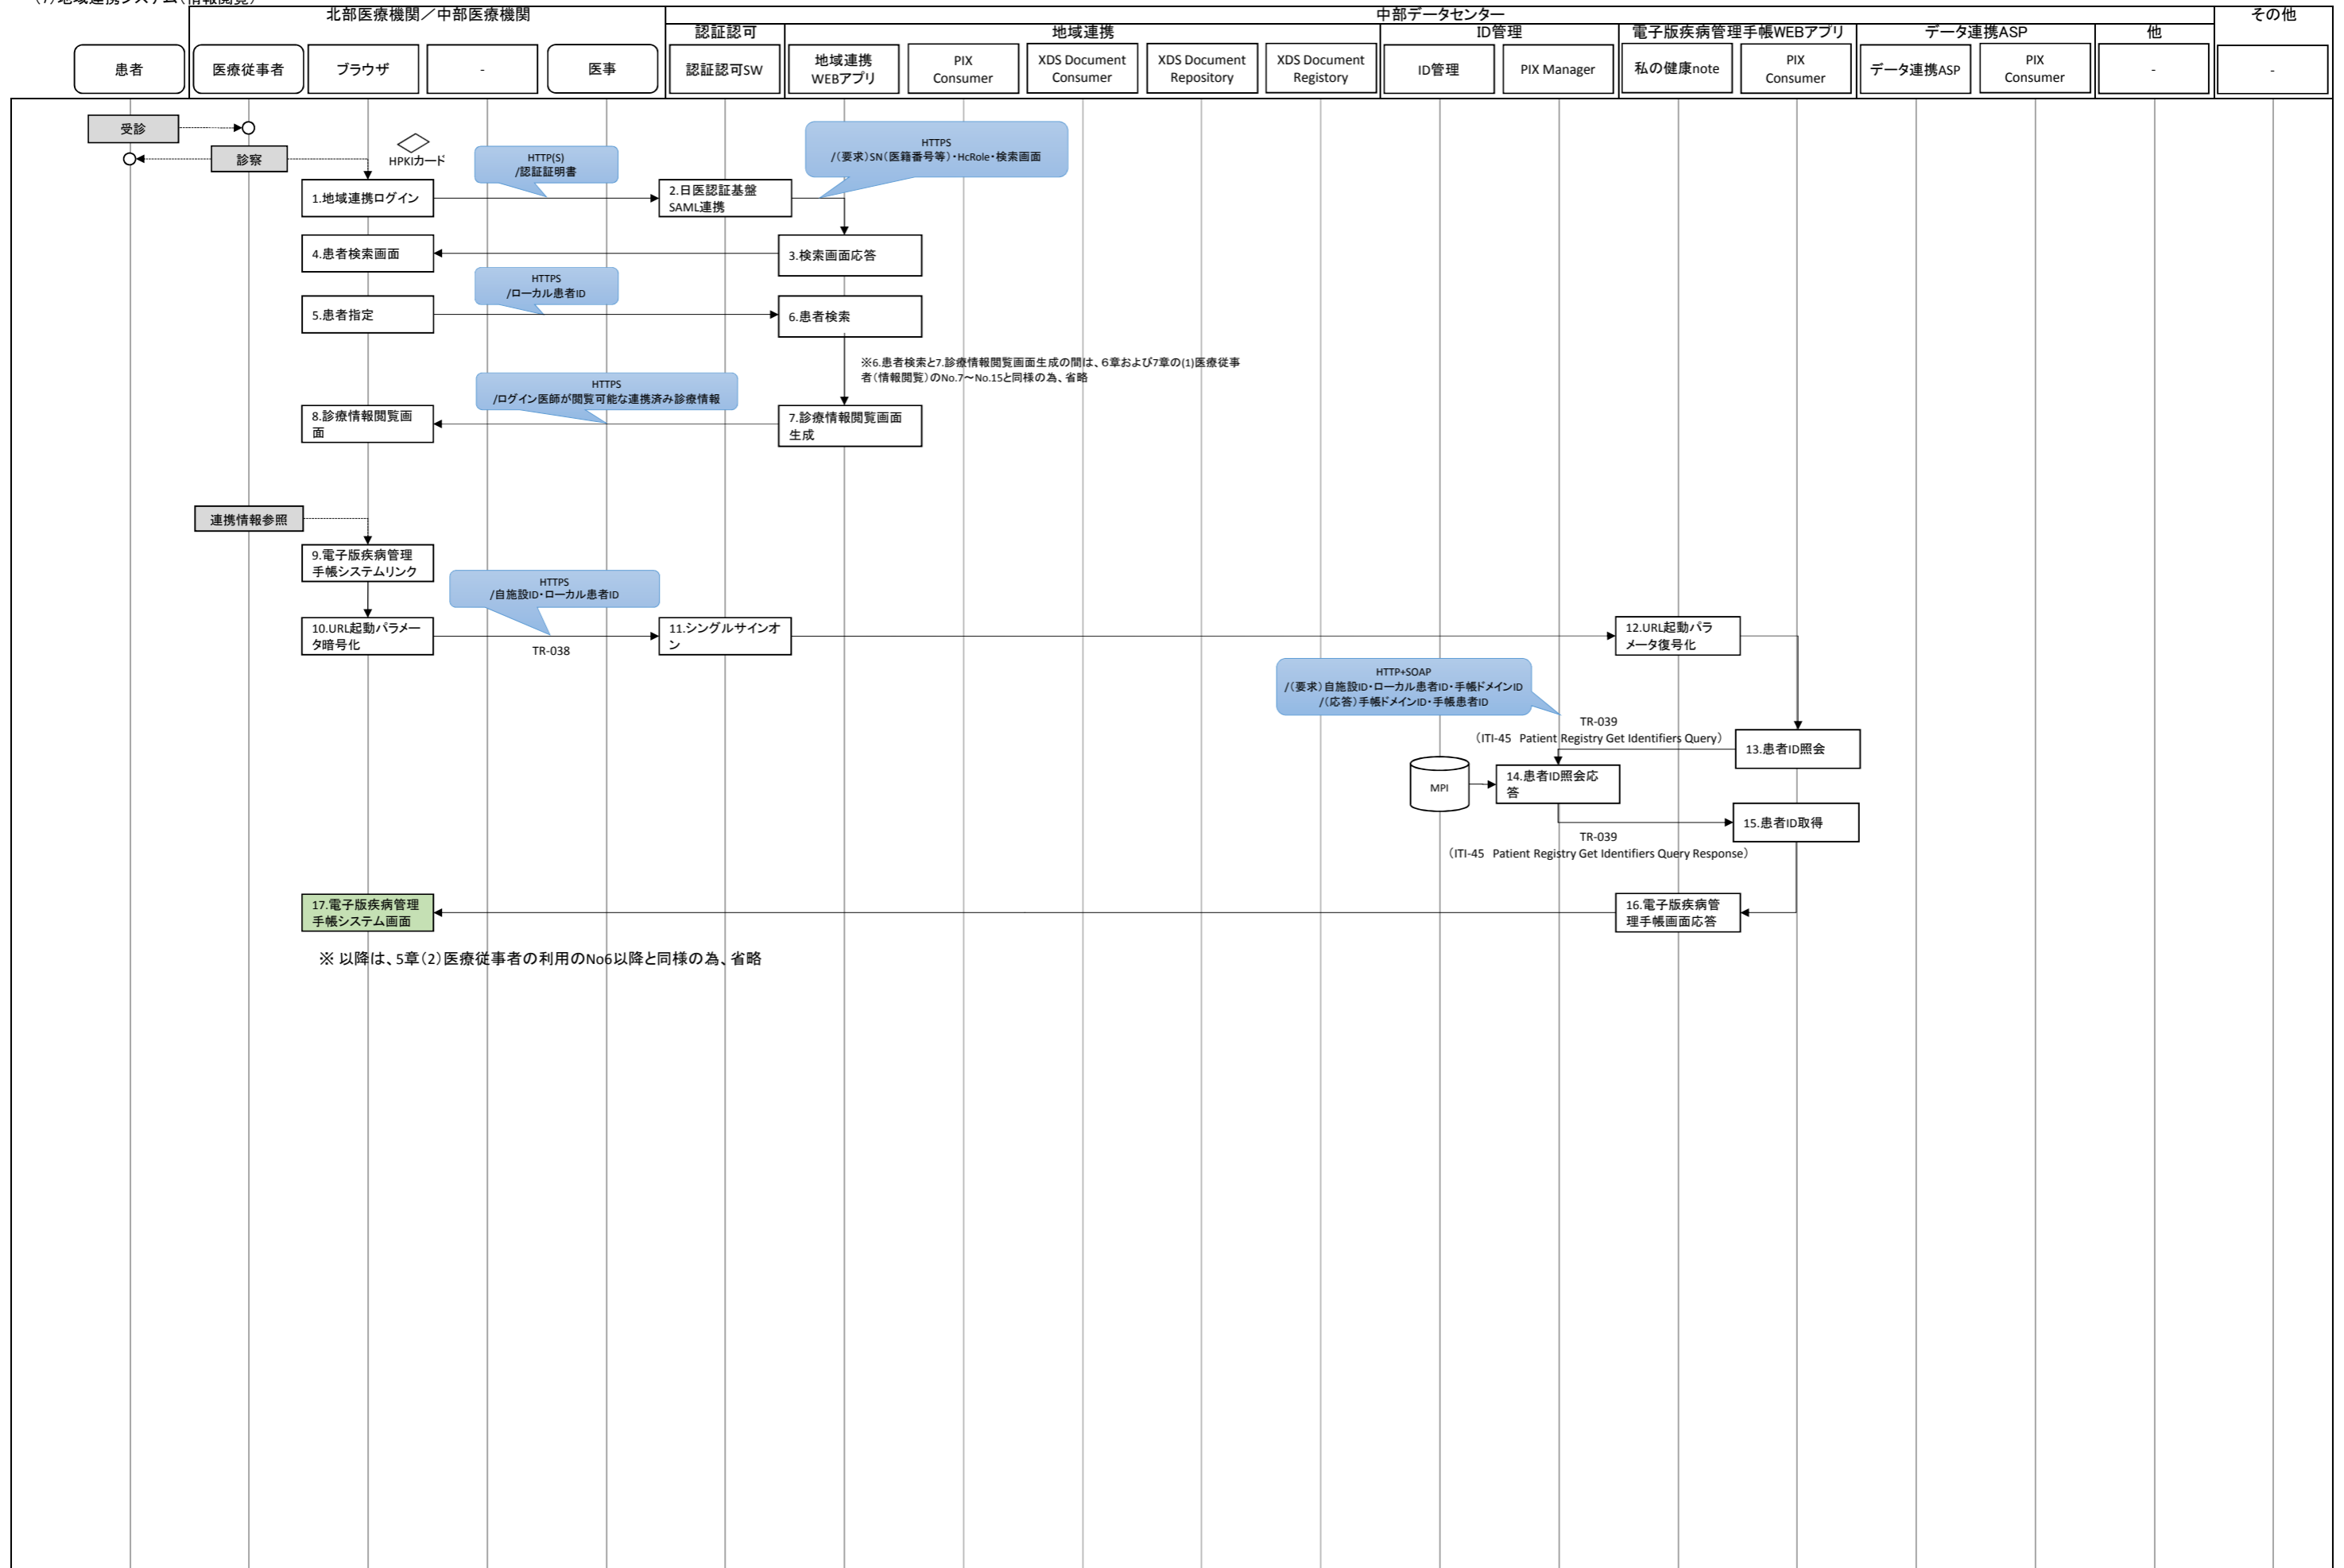 (7)地域連携システム(情報閲覧)
北部医療機関／中部医療機関
中部データセンター
その他
認証認可
地域連携
ID管理
電子版疾病管理手帳WEBアプリ
データ連携ASP
他
患者
医療従事者
ブラウザ
-
医事
認証認可SW
地域連携
WEBアプリ
PIX
Consumer
XDS Document
Consumer
XDS Document
Repository
XDS Document
Registory
ID管理
PIX Manager
私の健康note
PIX
Consumer
データ連携ASP
PIX
Consumer
-
-
受診
診察
HPKIカード
HTTP(S)
/認証証明書
HTTPS
/(要求)SN(医籍番号等)・HcRole・検索画面
1.地域連携ログイン
2.日医認証基盤
SAML連携
4.患者検索画面
3.検索画面応答
HTTPS
/ローカル患者ID
5.患者指定
6.患者検索
※6.患者検索と7.診療情報閲覧画面生成の間は、6章および7章の(1)医療従事
者(情報閲覧)のNo.7～No.15と同様の為、省略
HTTPS
/ログイン医師が閲覧可能な連携済み診療情報
8.診療情報閲覧画
面
7.診療情報閲覧画面
生成
連携情報参照
9.電子版疾病管理
手帳システムリンク
HTTPS
/自施設ID・ローカル患者ID
10.URL起動パラメー
タ暗号化
TR-038
11.シングルサインオ
ン
12.URL起動パラ
メータ復号化
HTTP+SOAP
/(要求)自施設ID・ローカル患者ID・手帳ドメインID
/(応答)手帳ドメインID・手帳患者ID
TR-039
(ITI-45 Patient Registry Get Identifiers Query)
13.患者ID照会
MPI
14.患者ID照会応
答
15.患者ID取得
TR-039
(ITI-45 Patient Registry Get Identifiers Query Response)
17.電子版疾病管理
手帳システム画面
16.電子版疾病管
理手帳画面応答
※ 以降は、5章(2)医療従事者の利用のNo6以降と同様の為、省略